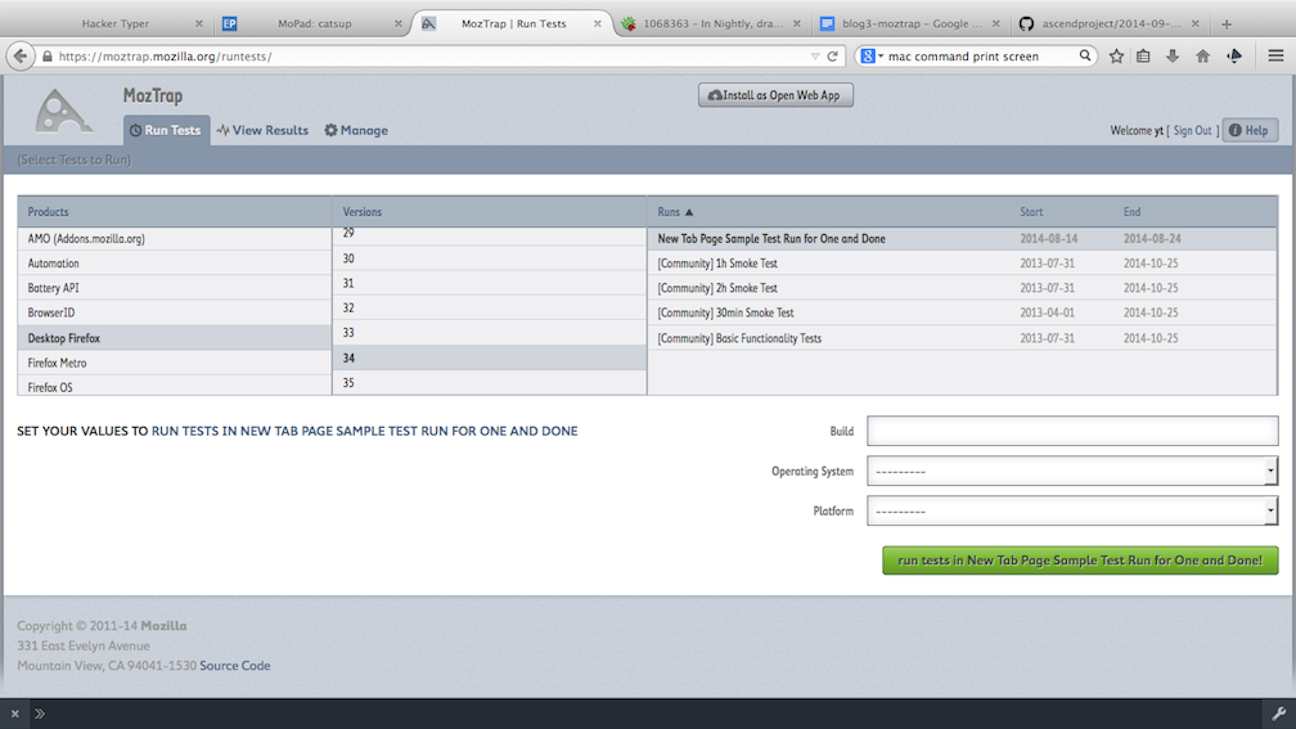 Hacker Typer
EP MoPad: catsup
MozTrap | Run Tests
1068363 - In Nightly, dra...
blog3-moztrap - Google ...
ascendproject/2014-09-...
https://moztrap.mozilla.org/runtests/
8 mac command print screen
MozTrap
Install as Open Web App
Run Tests View Results Manage
Welcome yt [ Sign Out ] Help
(Select Tests to Run)
Products Versions Runs ▲ Start End
AMO (Addons.mozilla.org) 29 New Tab Page Sample Test Run for One and Done 2014-08-14 2014-08-24
Automation 30 [Community] 1h Smoke Test 2013-07-31 2014-10-25
Battery API 31 [Community] 2h Smoke Test 2013-07-31 2014-10-25
BrowserID 32 [Community] 30min Smoke Test 2013-04-01 2014-10-25
Desktop Firefox 33 [Community] Basic Functionality Tests 2013-07-31 2014-10-25
Firefox Metro 34
Firefox OS 35
SET YOUR VALUES TO RUN TESTS IN NEW TAB PAGE SAMPLE TEST RUN FOR ONE AND DONE
Build
Operating System ---------
Platform ---------
run tests in New Tab Page Sample Test Run for One and Done!
Copyright © 2011-14 Mozilla
331 East Evelyn Avenue
Mountain View, CA 94041-1530 Source Code